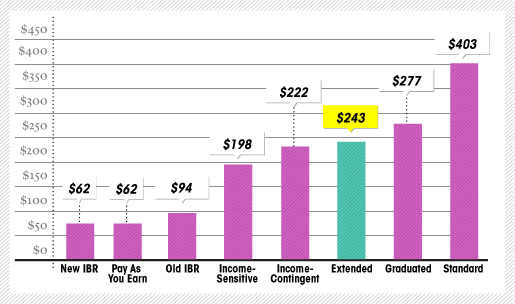 $450
$400
$350
$300
$250
$200
$150
$100
$50
$0
$62
$62
$94
$198
$222
$243
$277
$403
New IBR
Pay As
You Earn
Old IBR
Income-
Sensitive
Income-
Contingent
Extended
Graduated
Standard